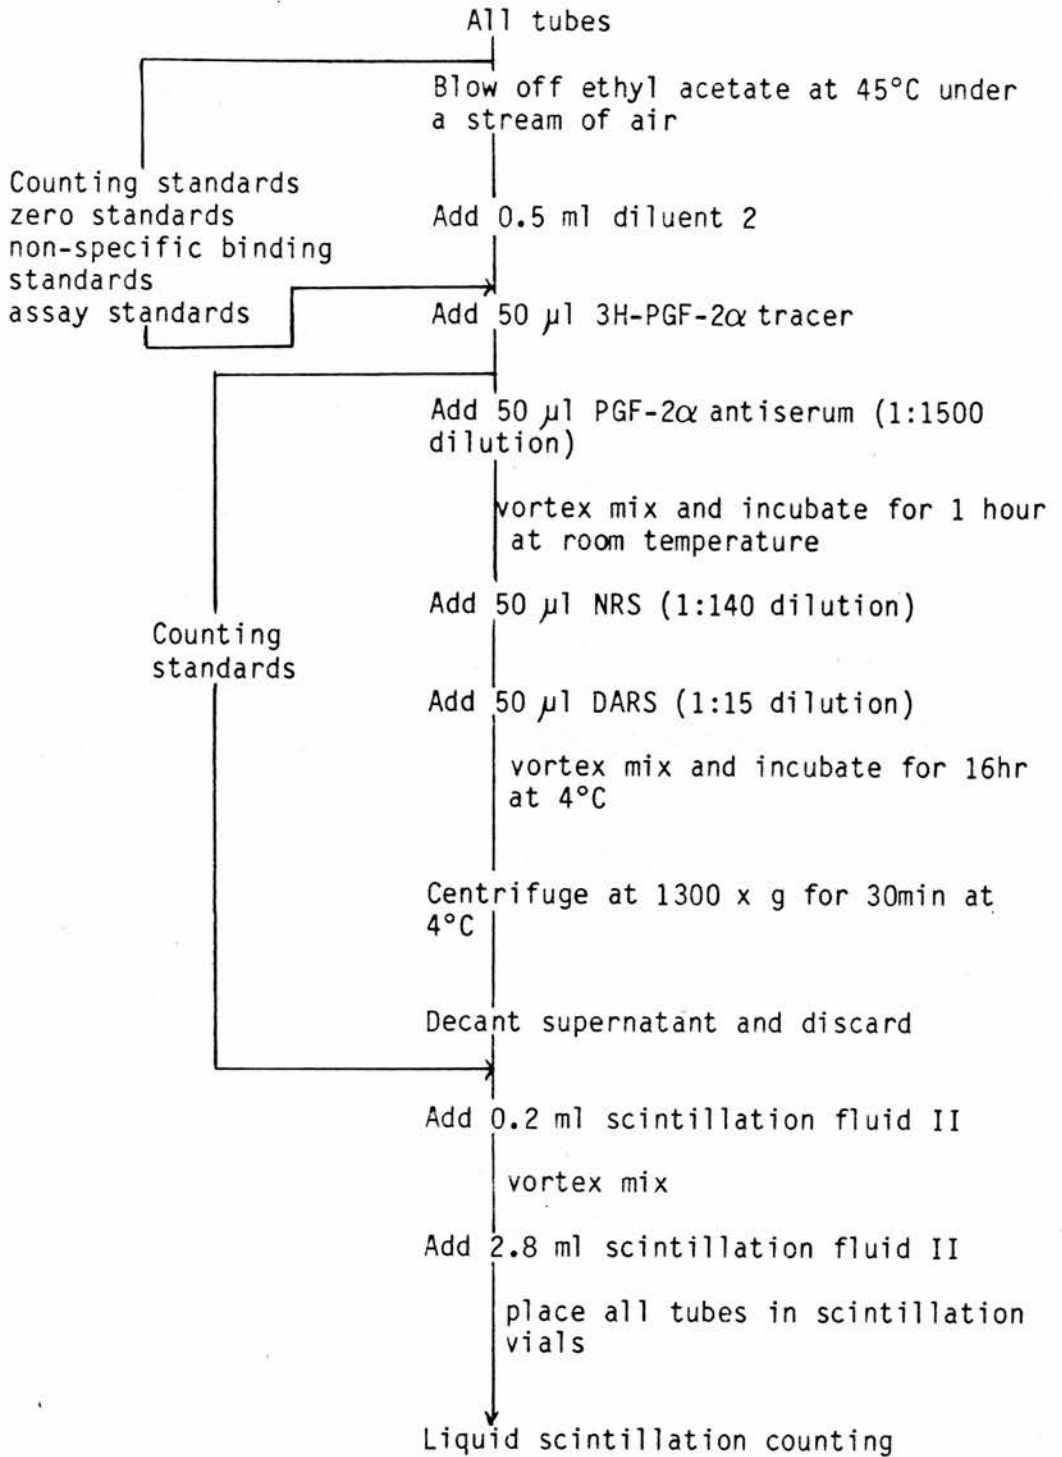 All tubes
Blow off ethyl acetate at 45°C under
a stream of air
Counting standards
zero standards
non-specific binding
standards
assay standards
Add 0.5 ml diluent 2
Add 50 µl 3H-PGF-2α tracer
Add 50 µl PGF-2α antiserum (1:1500
dilution)
vortex mix and incubate for 1 hour
at room temperature
Add 50 µl NRS (1:140 dilution)
Counting
standards
Add 50 µl DARS (1:15 dilution)
vortex mix and incubate for 16hr
at 4°C
Centrifuge at 1300 x g for 30min at
4°C
Decant supernatant and discard
Add 0.2 ml scintillation fluid II
vortex mix
Add 2.8 ml scintillation fluid II
place all tubes in scintillation
vials
Liquid scintillation counting